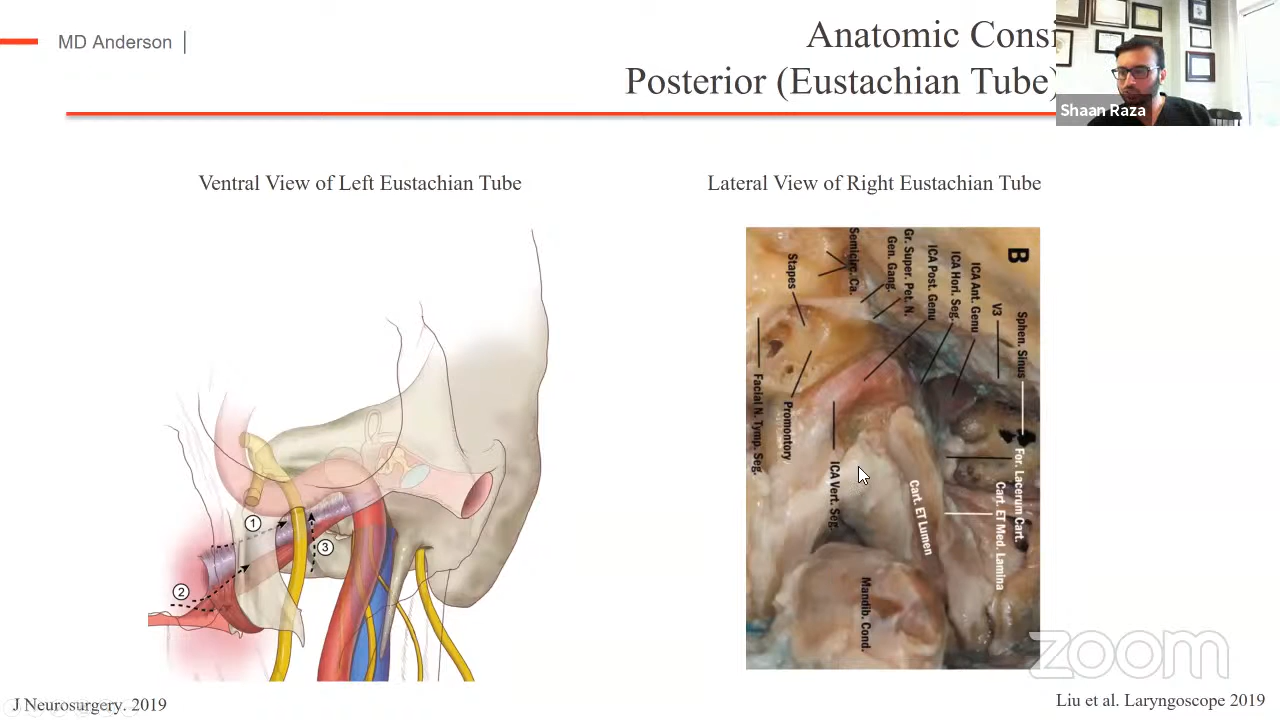 MD Anderson
Anatomic Consi
Posterior (Eustachian Tube)
Shaan Raza
Ventral View of Left Eustachian Tube
Lateral View of Right Eustachian Tube
1
2
3
B
Sphen. Sinus
V3
ICA Ant. Genu
ICA Hori. Seg.
ICA Post. Genu
Gr. Super. Pet. N.
Gen. Gang.
Semicirc. Ca.
Stapes
For. Lacerum Cart.
Cart. ET Med. Lamina
Cart. ET Lumen
ICA Vert. Seg.
Promontory
Facial N. Tymp. Seg.
Mandib. Cond.
zoom
J Neurosurgery. 2019
Liu et al. Laryngoscope 2019